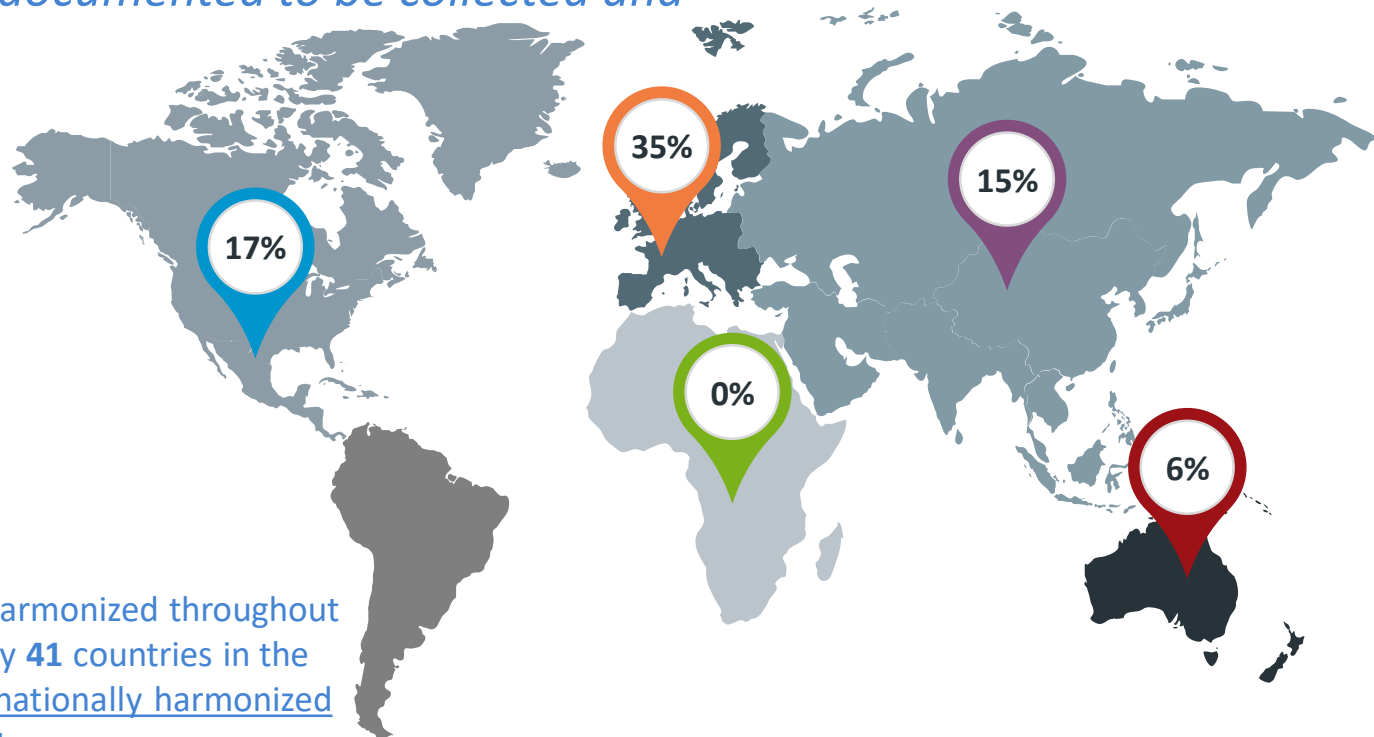 documented to be collected and
35%
15%
17%
0%
6%
armonized throughout
y 41 countries in the
nationally harmonized